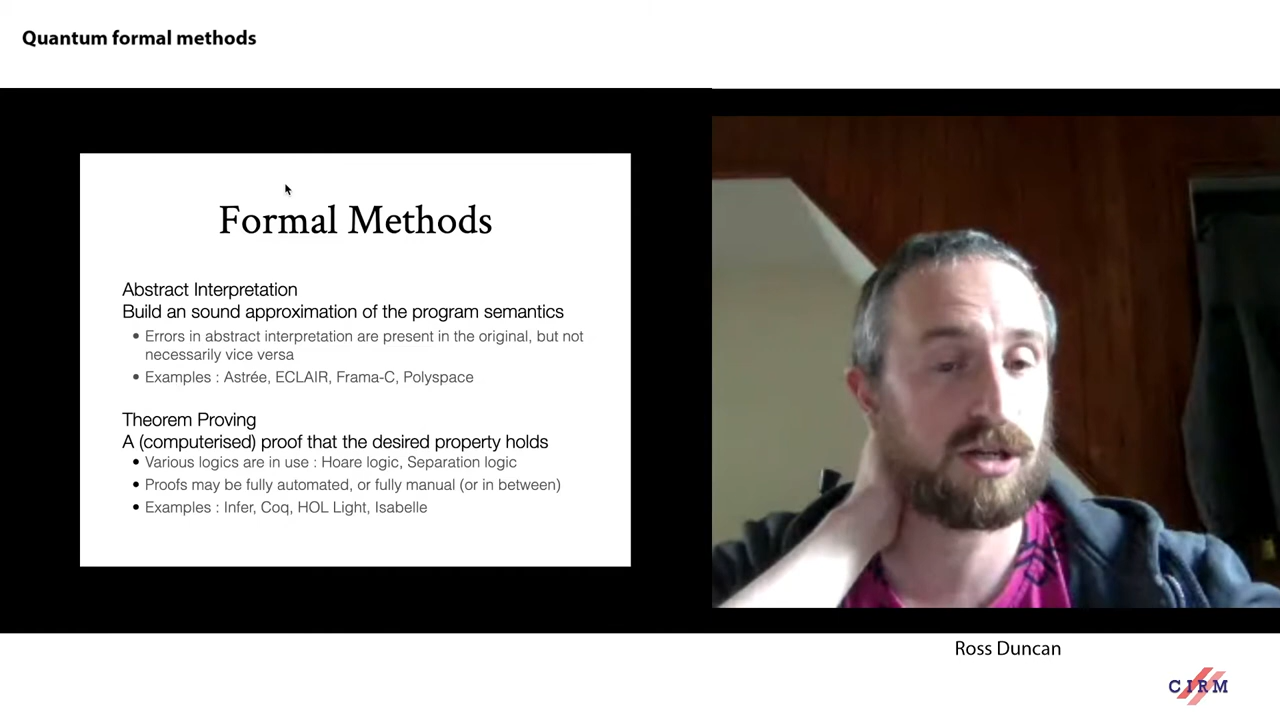 Quantum formal methods
Formal Methods
Abstract Interpretation
Build an sound approximation of the program semantics
• Errors in abstract interpretation are present in the original, but not
necessarily vice versa
• Examples : Astrée, ECLAIR, Frama-C, Polyspace
Theorem Proving
A (computerised) proof that the desired property holds
• Various logics are in use : Hoare logic, Separation logic
• Proofs may be fully automated, or fully manual (or in between)
• Examples : Infer, Coq, HOL Light, Isabelle
Ross Duncan
CIRM